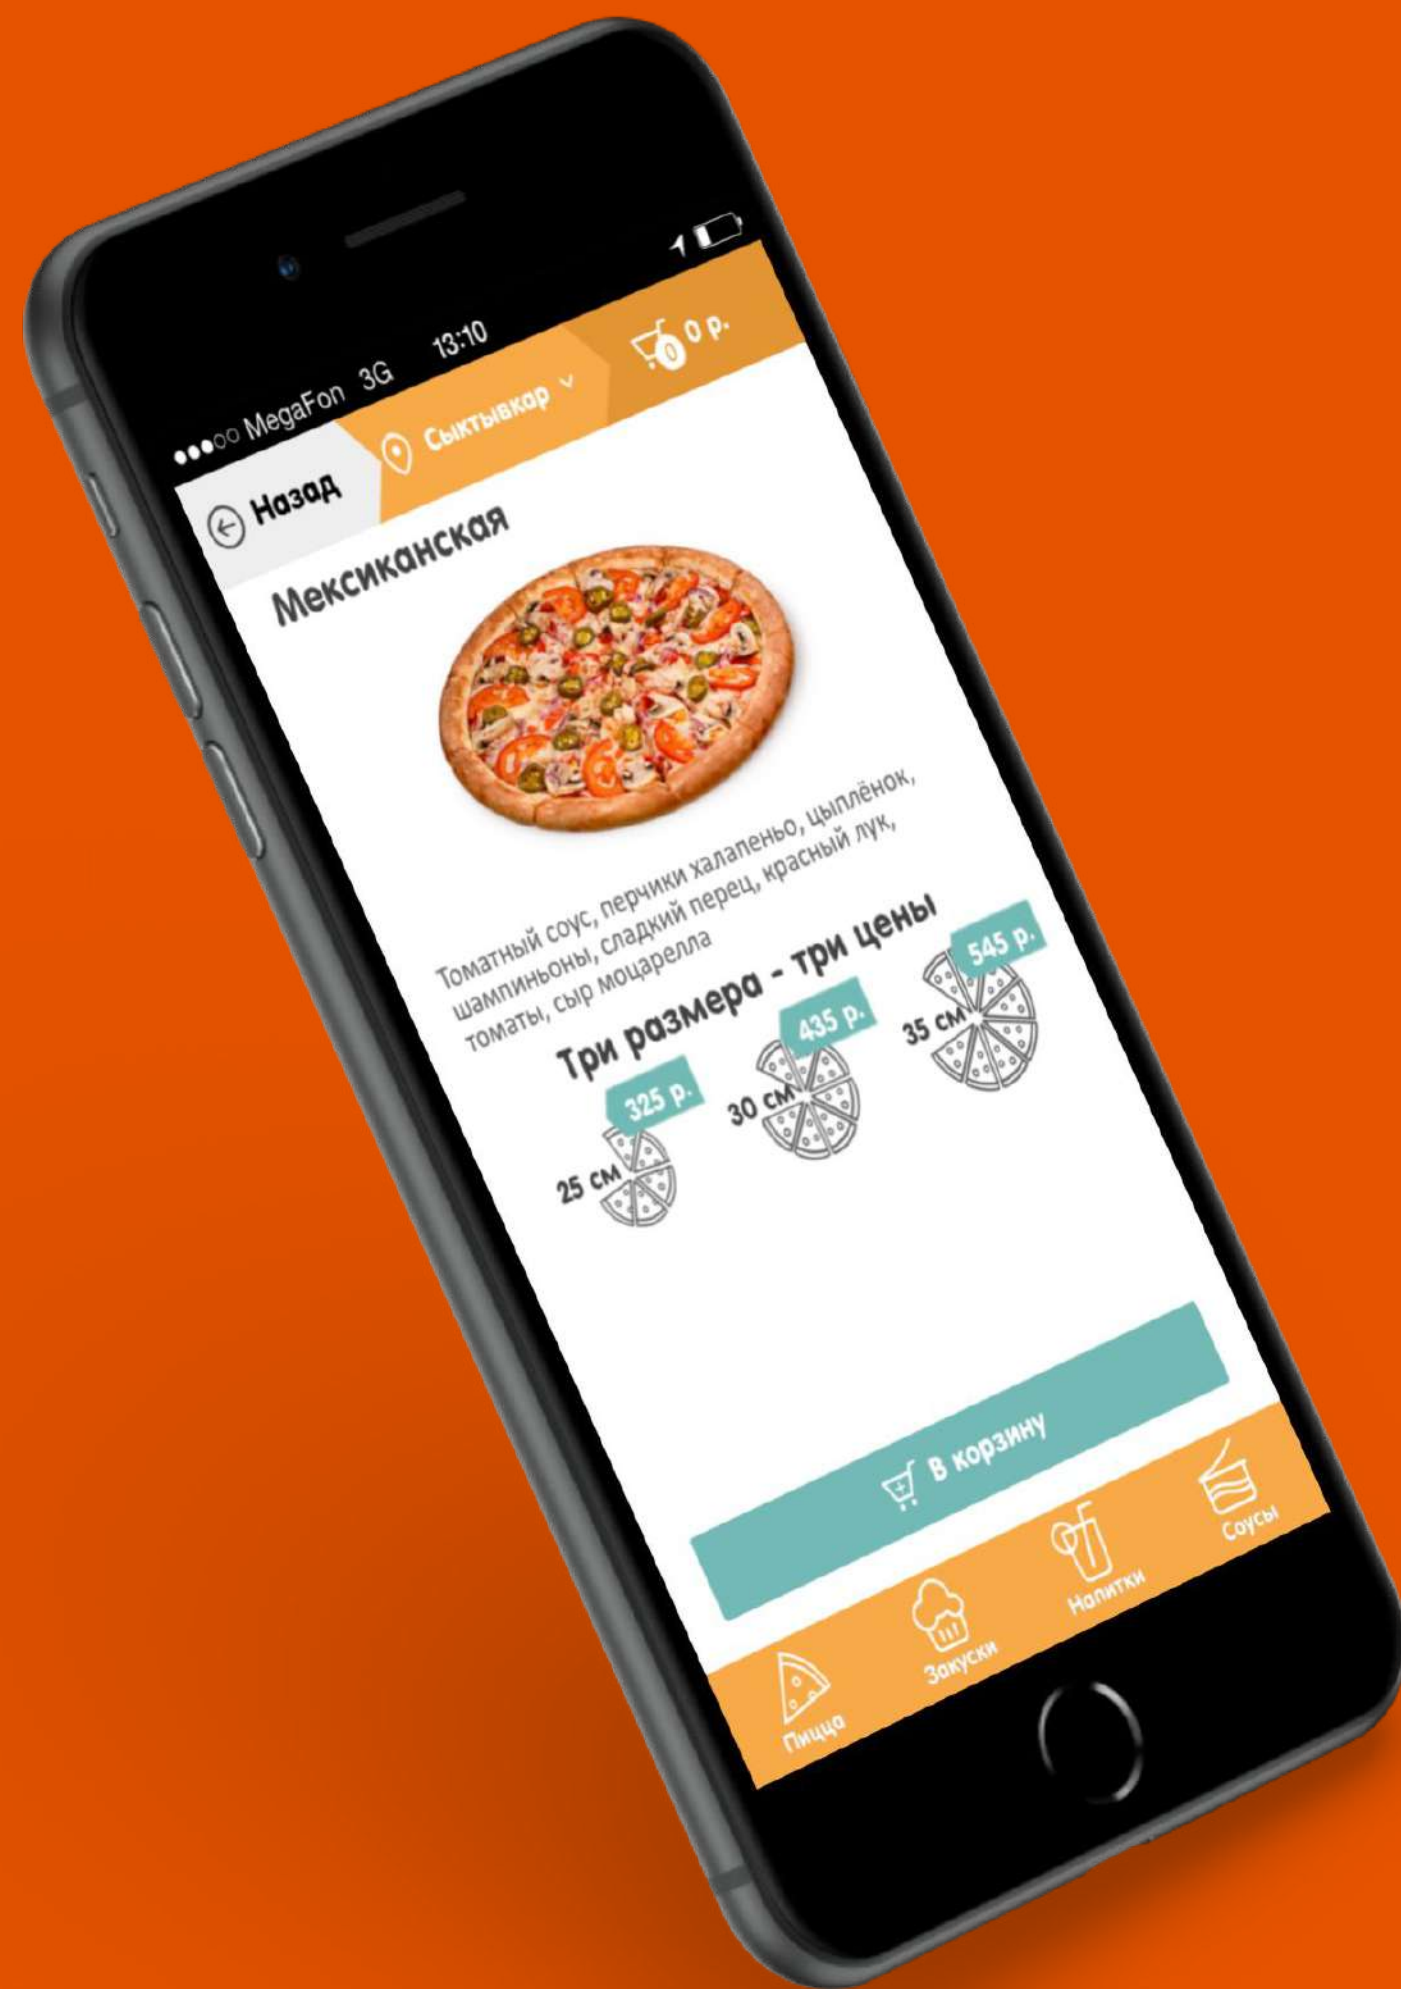 MegaFon 3G 13:10
Назад
Сыктывкар
0
0 р.
Мексиканская
Томатный соус, перчики халапеньо, цыплёнок,
шампиньоны, сладкий перец, красный лук,
томаты, сыр моцарелла
Три размера - три цены
25 см
325 р.
30 см
435 р.
35 см
545 р.
В корзину
Пицца
Закуски
Напитки
Соусы